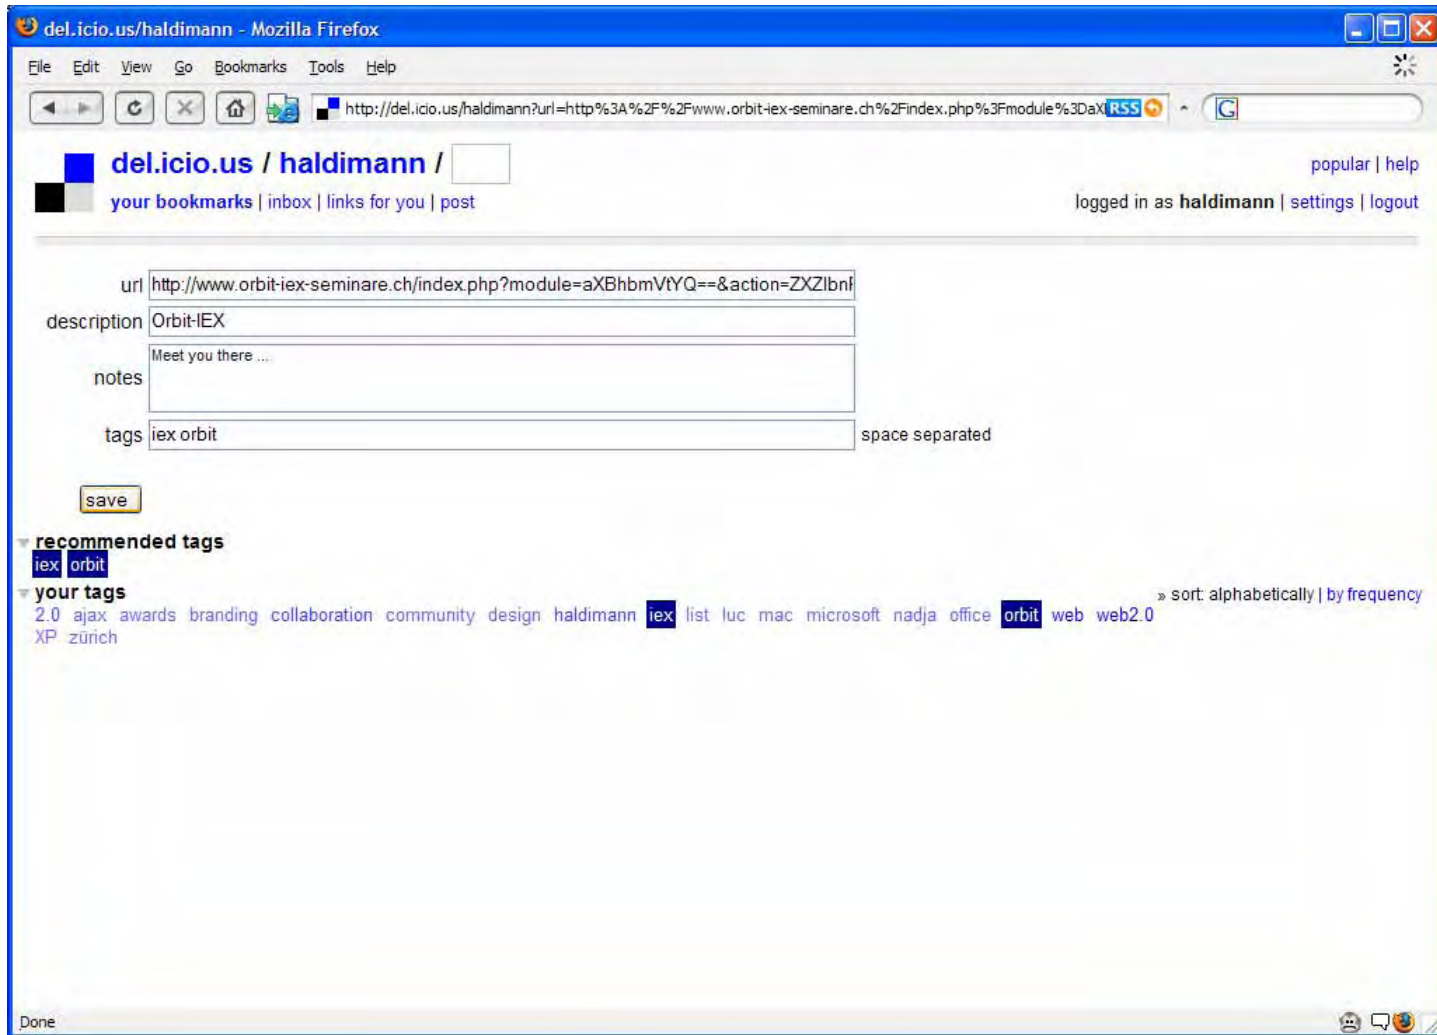 del.icio.us/haldimann - Mozilla Firefox
File Edit View Go Bookmarks Tools Help
http://del.icio.us/haldimann?url=http%3A%2F%2Fwww.orbit-iex-seminare.ch%2Findex.php%3Fmodule%3DaXI RSS G
del.icio.us / haldimann /
popular | help
your bookmarks | inbox | links for you | post
logged in as haldimann | settings | logout
url http://www.orbit-iex-seminare.ch/index.php?module=aXBhbmVtYQ==&action=ZXZlbnR
description Orbit-IEX
notes Meet you there ...
tags iex orbit space separated
save
recommended tags
iex orbit
your tags
» sort: alphabetically | by frequency
2.0 ajax awards branding collaboration community design haldimann iex list luc mac microsoft nadja office orbit web web2.0
XP zürich
Done